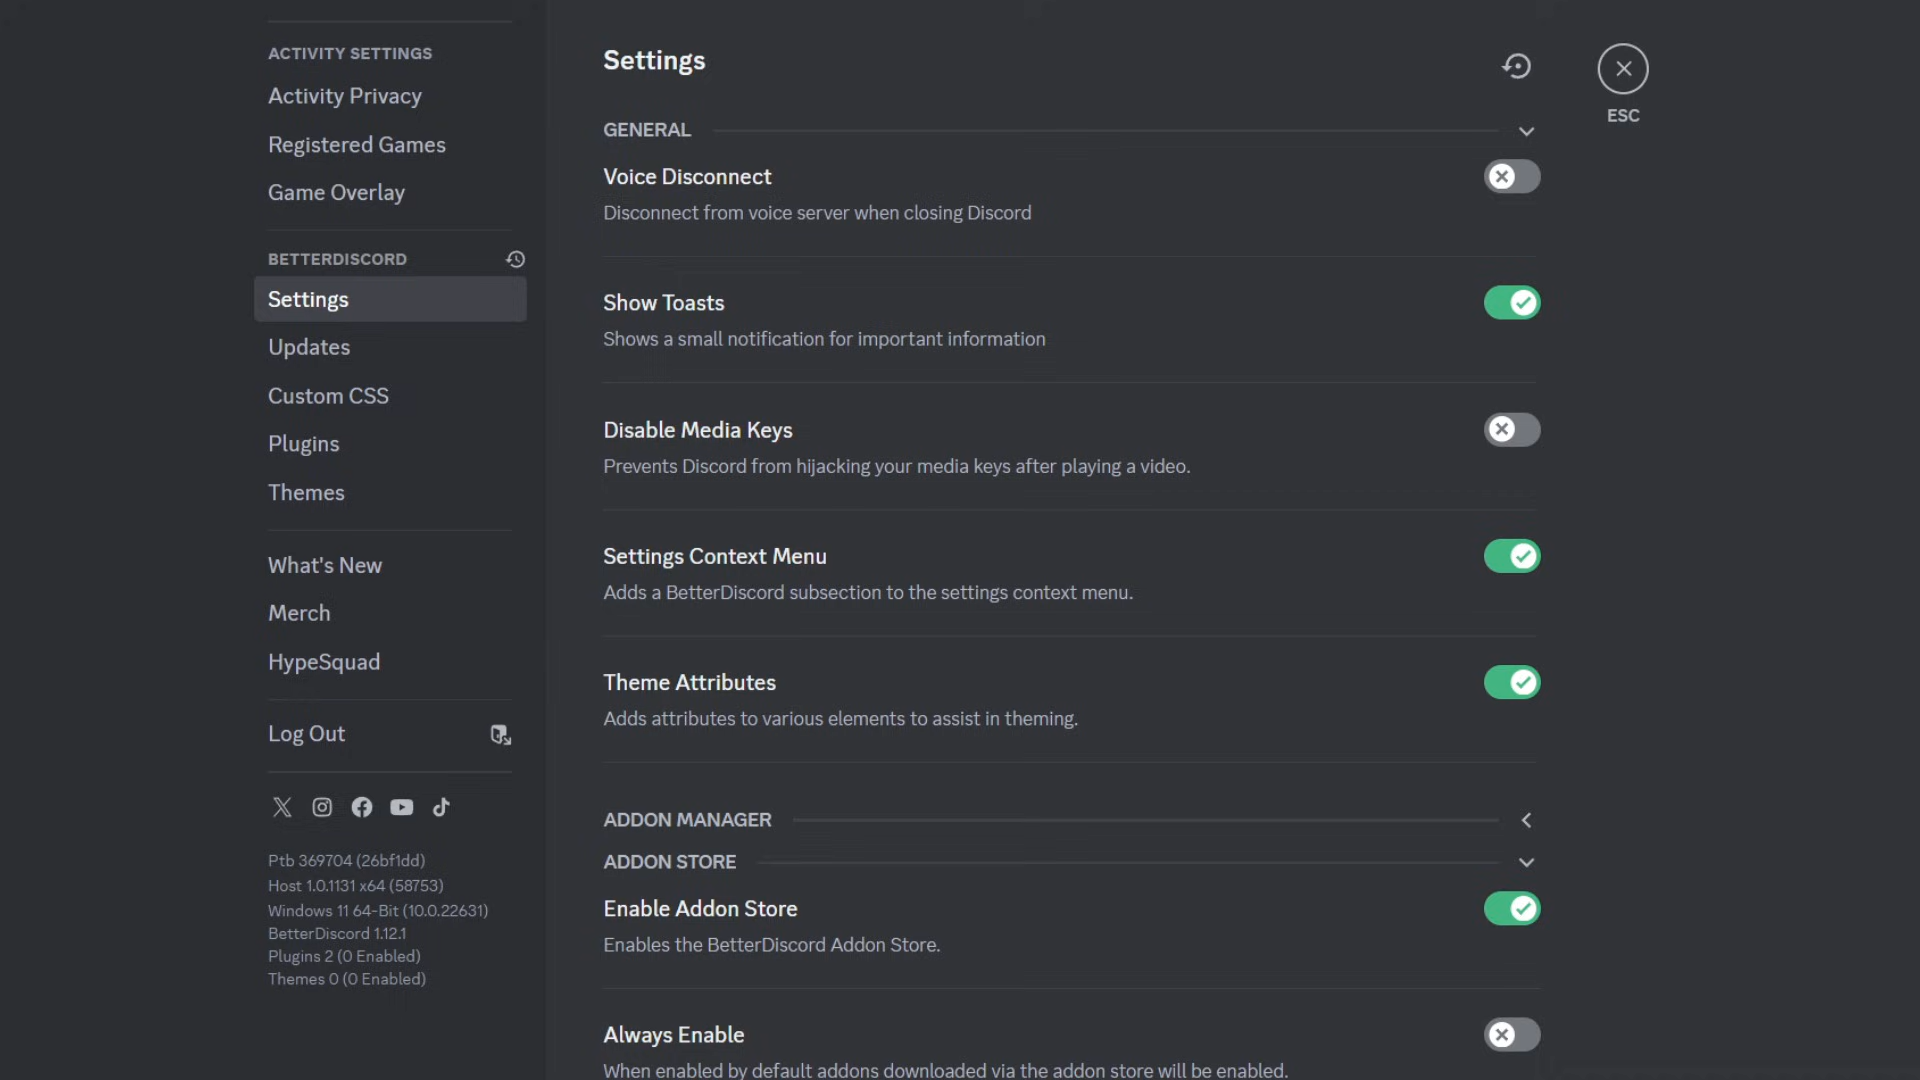 ACTIVITY SETTINGS
Activity Privacy
Registered Games
Game Overlay
BETTERDISCORD
Settings
Updates
Custom CSS
Plugins
Themes
What's New
Merch
HypeSquad
Log Out
Ptb 369704 (26bf1dd)
Host 1.0.1131 x64 (58753)
Windows 11 64-Bit (10.0.22631)
BetterDiscord 1.12.1
Plugins 2 (0 Enabled)
Themes 0 (0 Enabled)
Settings
ESC
GENERAL
Voice Disconnect
Disconnect from voice server when closing Discord
Show Toasts
Shows a small notification for important information
Disable Media Keys
Prevents Discord from hijacking your media keys after playing a video.
Settings Context Menu
Adds a BetterDiscord subsection to the settings context menu.
Theme Attributes
Adds attributes to various elements to assist in theming.
ADDON MANAGER
ADDON STORE
Enable Addon Store
Enables the BetterDiscord Addon Store.
Always Enable
When enabled by default addons downloaded via the addon store will be enabled.